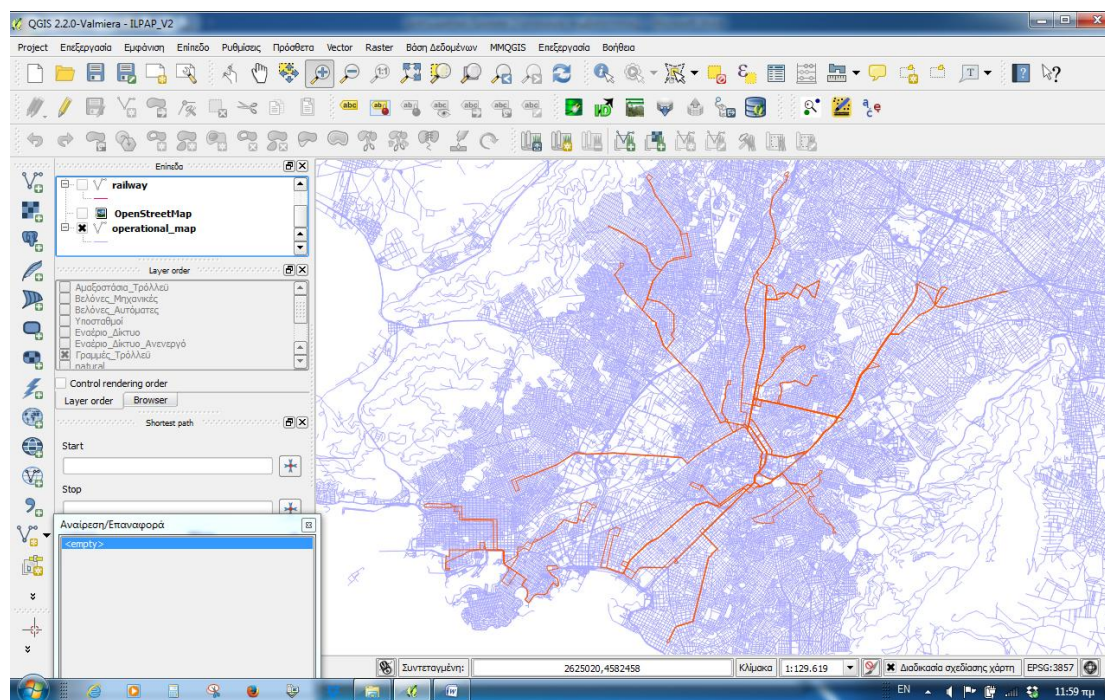 QGIS 2.2.0-Valmiera - ILPAP_V2
Project Επεξεργασία Εμφάνιση Επίπεδο Ρυθμίσεις Πρόσθετα Vector Raster Βάση Δεδομένων MMQGIS Επεξεργασία Βοήθεια
Επίπεδα
railway
OpenStreetMap
operational_map
Layer order
Αμαξοστάσια_Τρόλλεϋ
Βελόνες_Μηχανικές
Βελόνες_Αυτόματες
Υποσταθμοί
Εναέριο_Δίκτυο
Εναέριο_Δίκτυο_Ανενεργό
Γραμμές_Τρόλλεϋ
natural
Control rendering order
Layer order Browser
Shortest path
Start
Stop
Αναίρεση/Επαναφορά
<empty>
Συντεταγμένη: 2625020,4582458 Κλίμακα 1:129.619 Διαδικασία σχεδίασης χάρτη EPSG:3857
EN 11:59 πμ